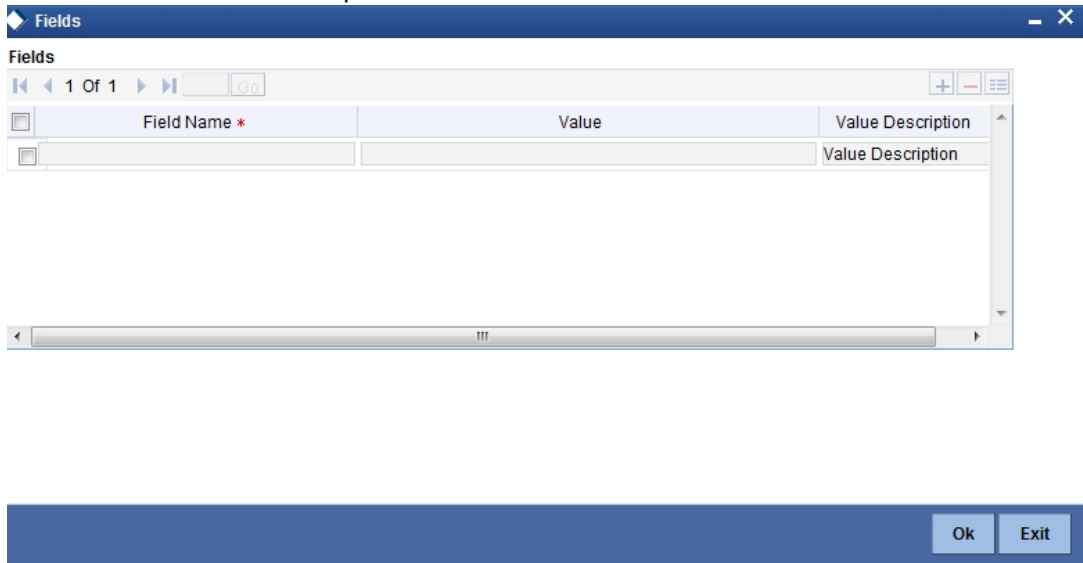 Fields
Fields
1 Of 1 Go
Field Name * Value Value Description
Value Description
Ok Exit